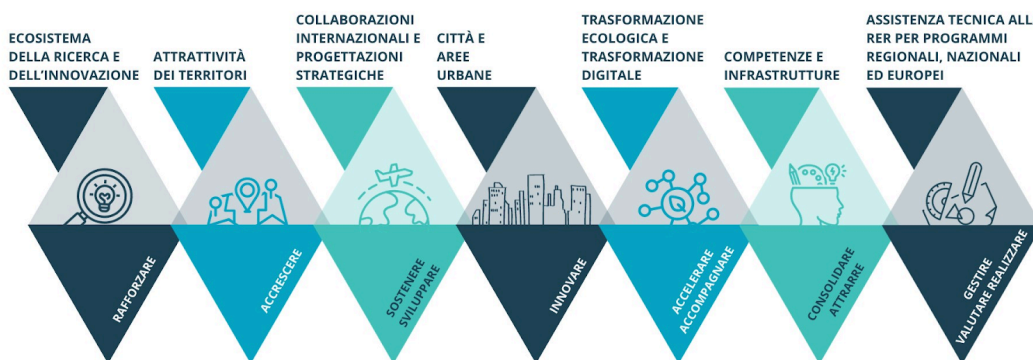 ECOSISTEMA
DELLA RICERCA E
DELL'INNOVAZIONE
ATTRATTIVITÀ
DEI TERRITORI
COLLABORAZIONI
INTERNAZIONALI E
PROGETTAZIONI
STRATEGICHE
CITTÀ E
AREE
URBANE
TRASFORMAZIONE
ECOLOGICA E
TRASFORMAZIONE
DIGITALE
COMPETENZE E
INFRASTRUTTURE
ASSISTENZA TECNICA ALL
RER PER PROGRAMMI
REGIONALI, NAZIONALI
ED EUROPEI
RAFFORZARE
ACCRESCERE
SOSTENERE
SVILUPPARE
INNOVARE
ACCELERARE
ACCOMPAGNARE
CONSOLIDARE
ATTRARRE
GESTIRE
VALUTARE REALIZZARE